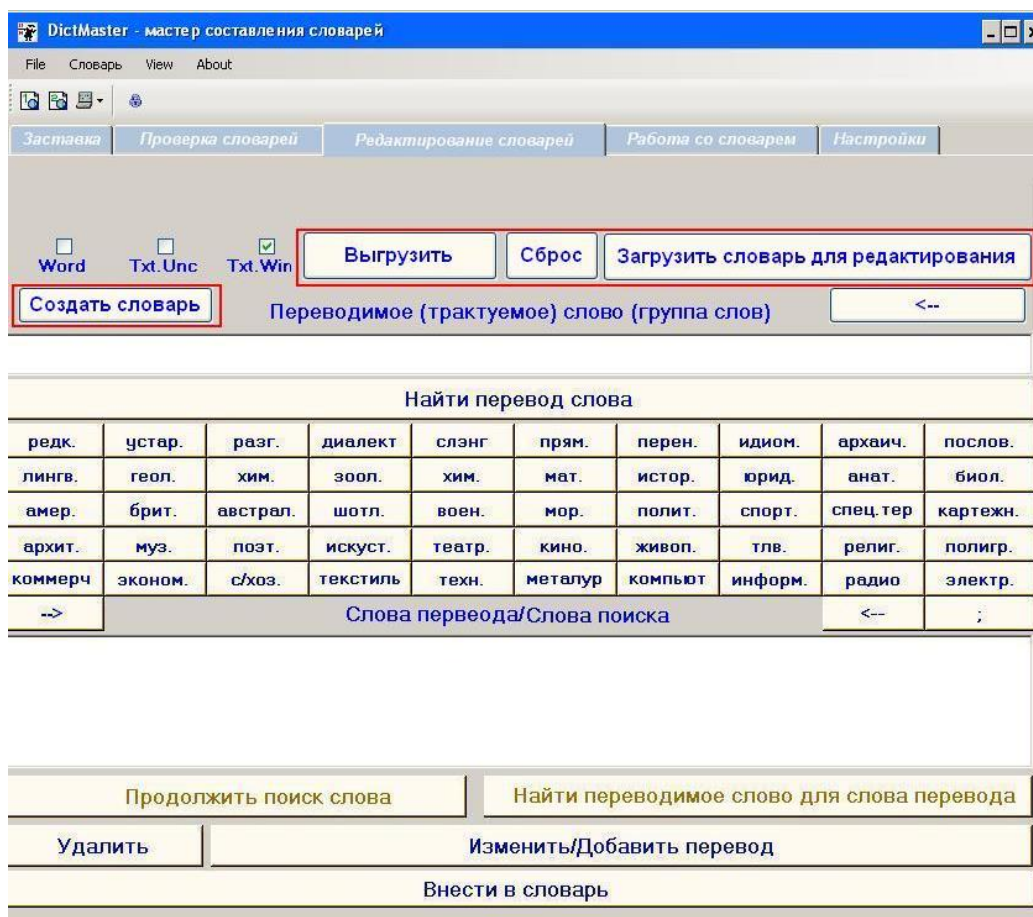 DictMaster - мастер составления словарей
File Словарь View About
Заставка Проверка словарей Редактирование словарей Работа со словарем Настройки
Word Txt.Unc Txt.Win Выгрузить Сброс Загрузить словарь для редактирования
Создать словарь Переводимое (трактуемое) слово (группа слов) <--
Найти перевод слова
редк. устар. разг. диалект слэнг прям. перен. идиом. архаич. послов.
лингв. геол. хим. зоол. хим. мат. истор. юрид. анат. биол.
амер. брит. австрал. шотл. воен. мор. полит. спорт. спец.тер картежн.
архит. муз. поэт. искуст. театр. кино. живоп. тлв. религ. полигр.
коммерч эконом. с/хоз. текстиль техн. металур компьют информ. радио электр.
--> Слова первеода/Слова поиска <-- ;
Продолжить поиск слова Найти переводимое слово для слова перевода
Удалить Изменить/Добавить перевод
Внести в словарь